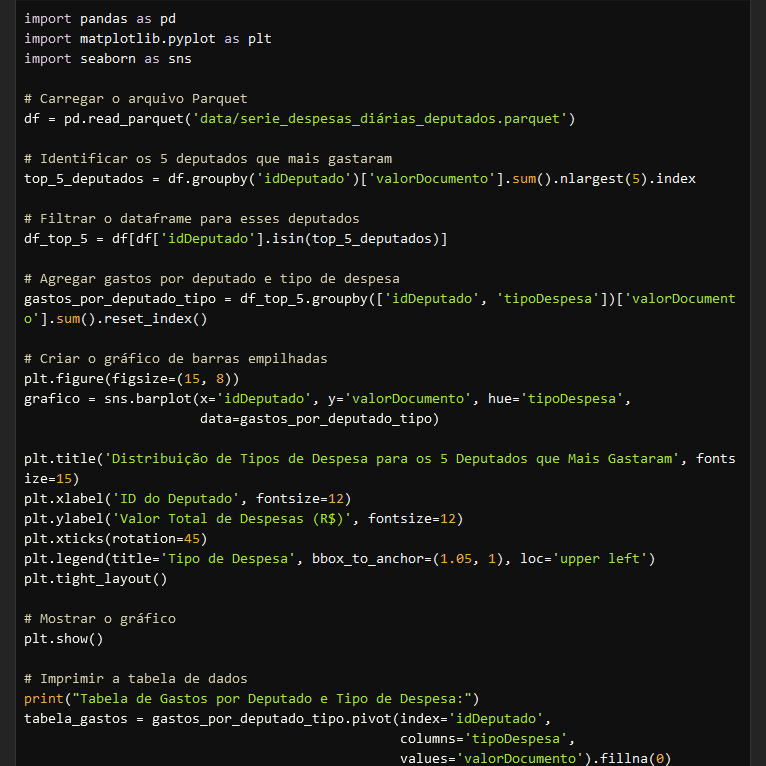 import pandas as pd
import matplotlib.pyplot as plt
import seaborn as sns
# Carregar o arquivo Parquet
df = pd.read_parquet('data/serie_despesas_diárias_deputados.parquet')
# Identificar os 5 deputados que mais gastaram
top_5_deputados = df.groupby('idDeputado')['valorDocumento'].sum().nlargest(5).index
# Filtrar o dataframe para esses deputados
df_top_5 = df[df['idDeputado'].isin(top_5_deputados)]
# Agregar gastos por deputado e tipo de despesa
gastos_por_deputado_tipo = df_top_5.groupby(['idDeputado', 'tipoDespesa'])['valorDocument
o'].sum().reset_index()
# Criar o gráfico de barras empilhadas
plt.figure(figsize=(15, 8))
grafico = sns.barplot(x='idDeputado', y='valorDocumento', hue='tipoDespesa',
                      data=gastos_por_deputado_tipo)
plt.title('Distribuição de Tipos de Despesa para os 5 Deputados que Mais Gastaram', fonts
ize=15)
plt.xlabel('ID do Deputado', fontsize=12)
plt.ylabel('Valor Total de Despesas (R$)', fontsize=12)
plt.xticks(rotation=45)
plt.legend(title='Tipo de Despesa', bbox_to_anchor=(1.05, 1), loc='upper left')
plt.tight_layout()
# Mostrar o gráfico
plt.show()
# Imprimir a tabela de dados
print("Tabela de Gastos por Deputado e Tipo de Despesa:")
tabela_gastos = gastos_por_deputado_tipo.pivot(index='idDeputado',
                                               columns='tipoDespesa',
                                               values='valorDocumento').fillna(0)